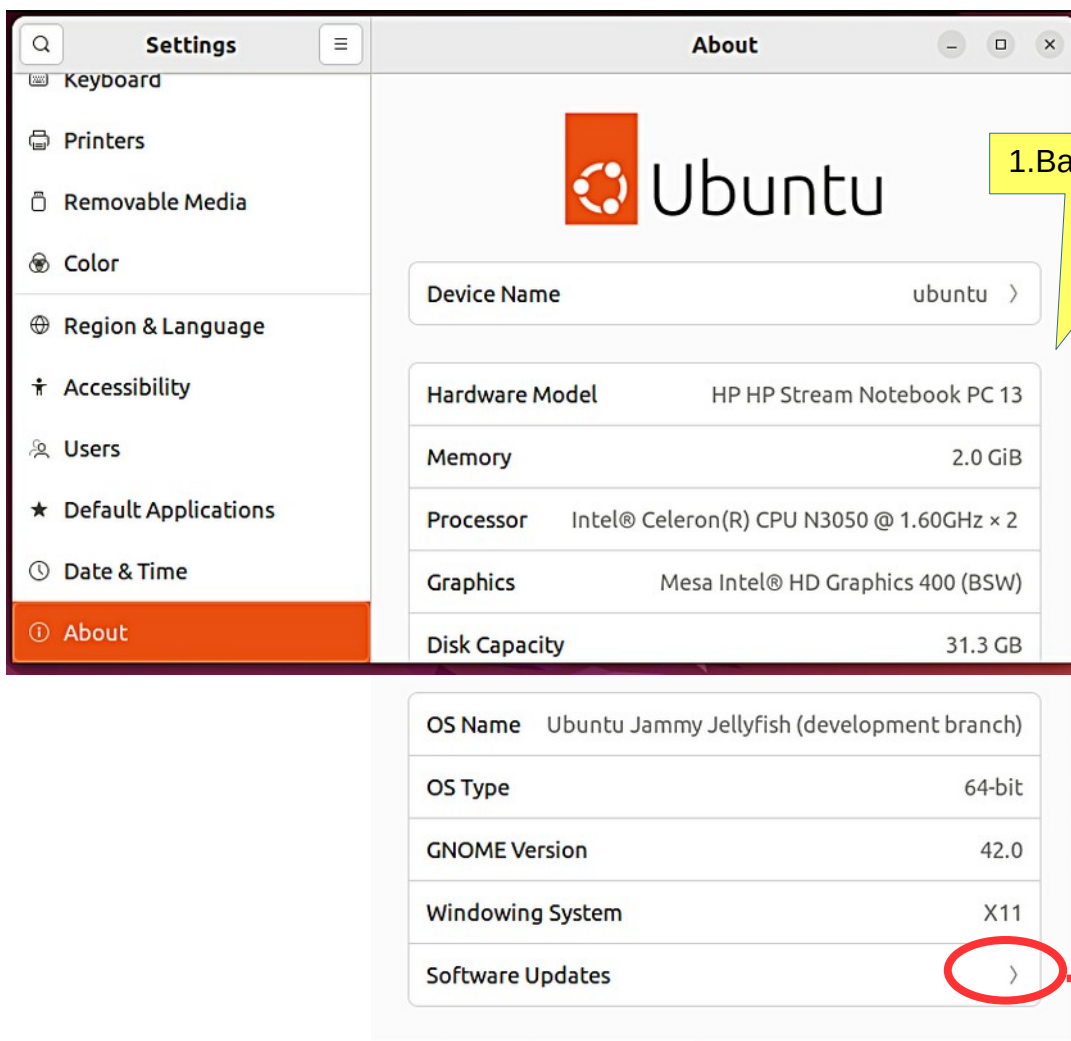 Settings
About
Keyboard
Printers
Removable Media
Color
Region & Language
Accessibility
Users
Default Applications
Date & Time
About
Ubuntu
1.Ba
Device Name ubuntu
Hardware Model HP HP Stream Notebook PC 13
Memory 2.0 GiB
Processor Intel® Celeron(R) CPU N3050 @ 1.60GHz × 2
Graphics Mesa Intel® HD Graphics 400 (BSW)
Disk Capacity 31.3 GB
OS Name Ubuntu Jammy Jellyfish (development branch)
OS Type 64-bit
GNOME Version 42.0
Windowing System X11
Software Updates